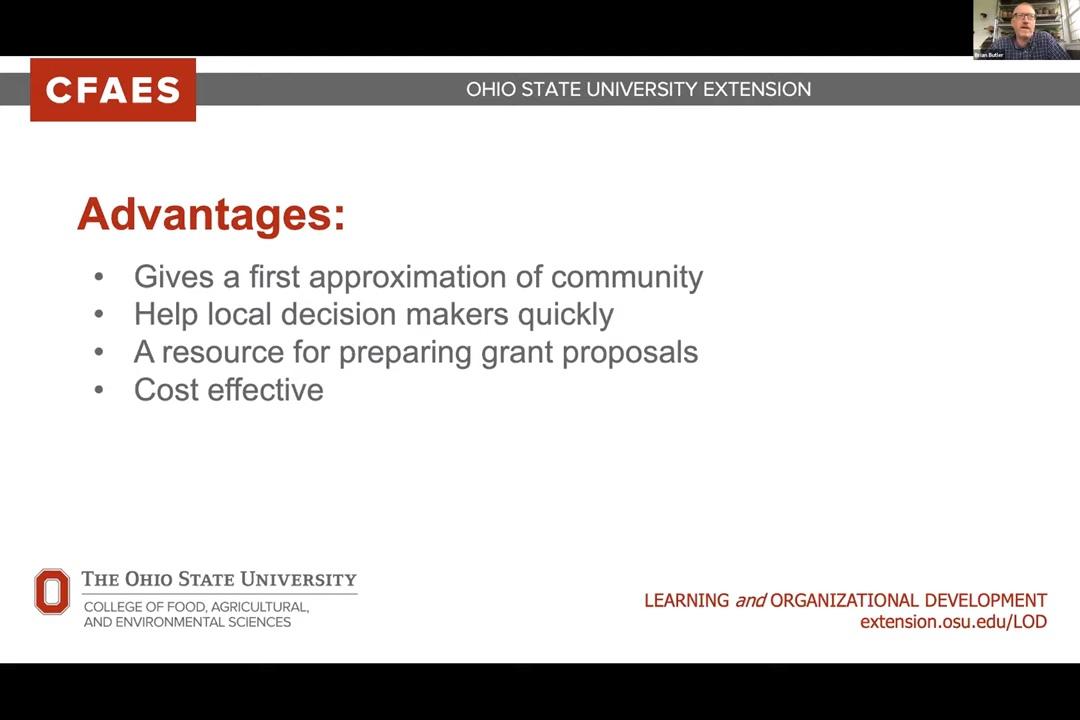 Brian Butler
CFAES
OHIO STATE UNIVERSITY EXTENSION
Advantages:
• Gives a first approximation of community
• Help local decision makers quickly
• A resource for preparing grant proposals
• Cost effective
THE OHIO STATE UNIVERSITY
COLLEGE OF FOOD, AGRICULTURAL,
AND ENVIRONMENTAL SCIENCES
LEARNING and ORGANIZATIONAL DEVELOPMENT
extension.osu.edu/LOD